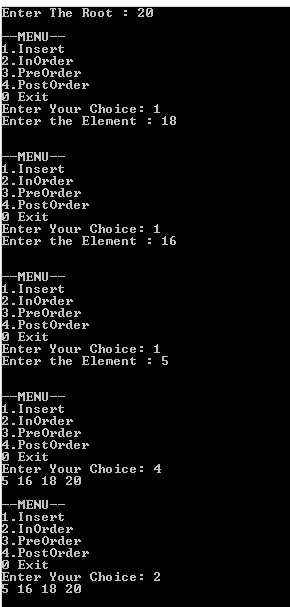 Enter The Root : 20
--MENU--
1.Insert
2.InOrder
3.PreOrder
4.PostOrder
0 Exit
Enter Your Choice: 1
Enter the Element : 18
--MENU--
1.Insert
2.InOrder
3.PreOrder
4.PostOrder
0 Exit
Enter Your Choice: 1
Enter the Element : 16
--MENU--
1.Insert
2.InOrder
3.PreOrder
4.PostOrder
0 Exit
Enter Your Choice: 1
Enter the Element : 5
--MENU--
1.Insert
2.InOrder
3.PreOrder
4.PostOrder
0 Exit
Enter Your Choice: 4
5 16 18 20
--MENU--
1.Insert
2.InOrder
3.PreOrder
4.PostOrder
0 Exit
Enter Your Choice: 2
5 16 18 20